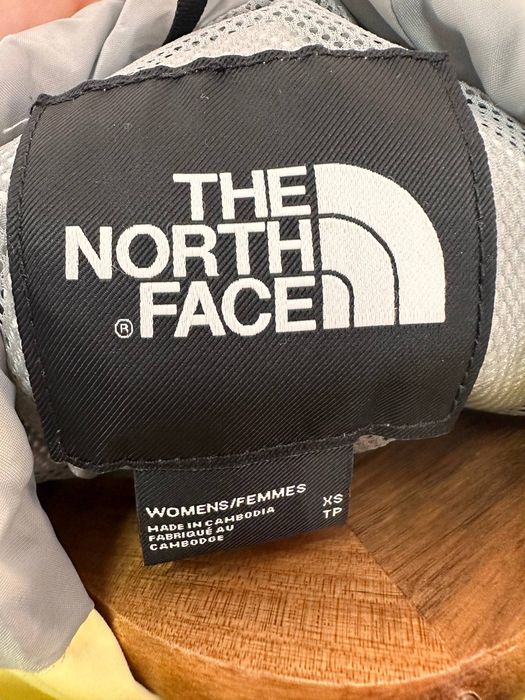 THE
NORTH
® FACE
WOMENS/FEMMES XS
MADE IN CAMBODIA TP
FABRIQUÉ AU
CAMBODGE